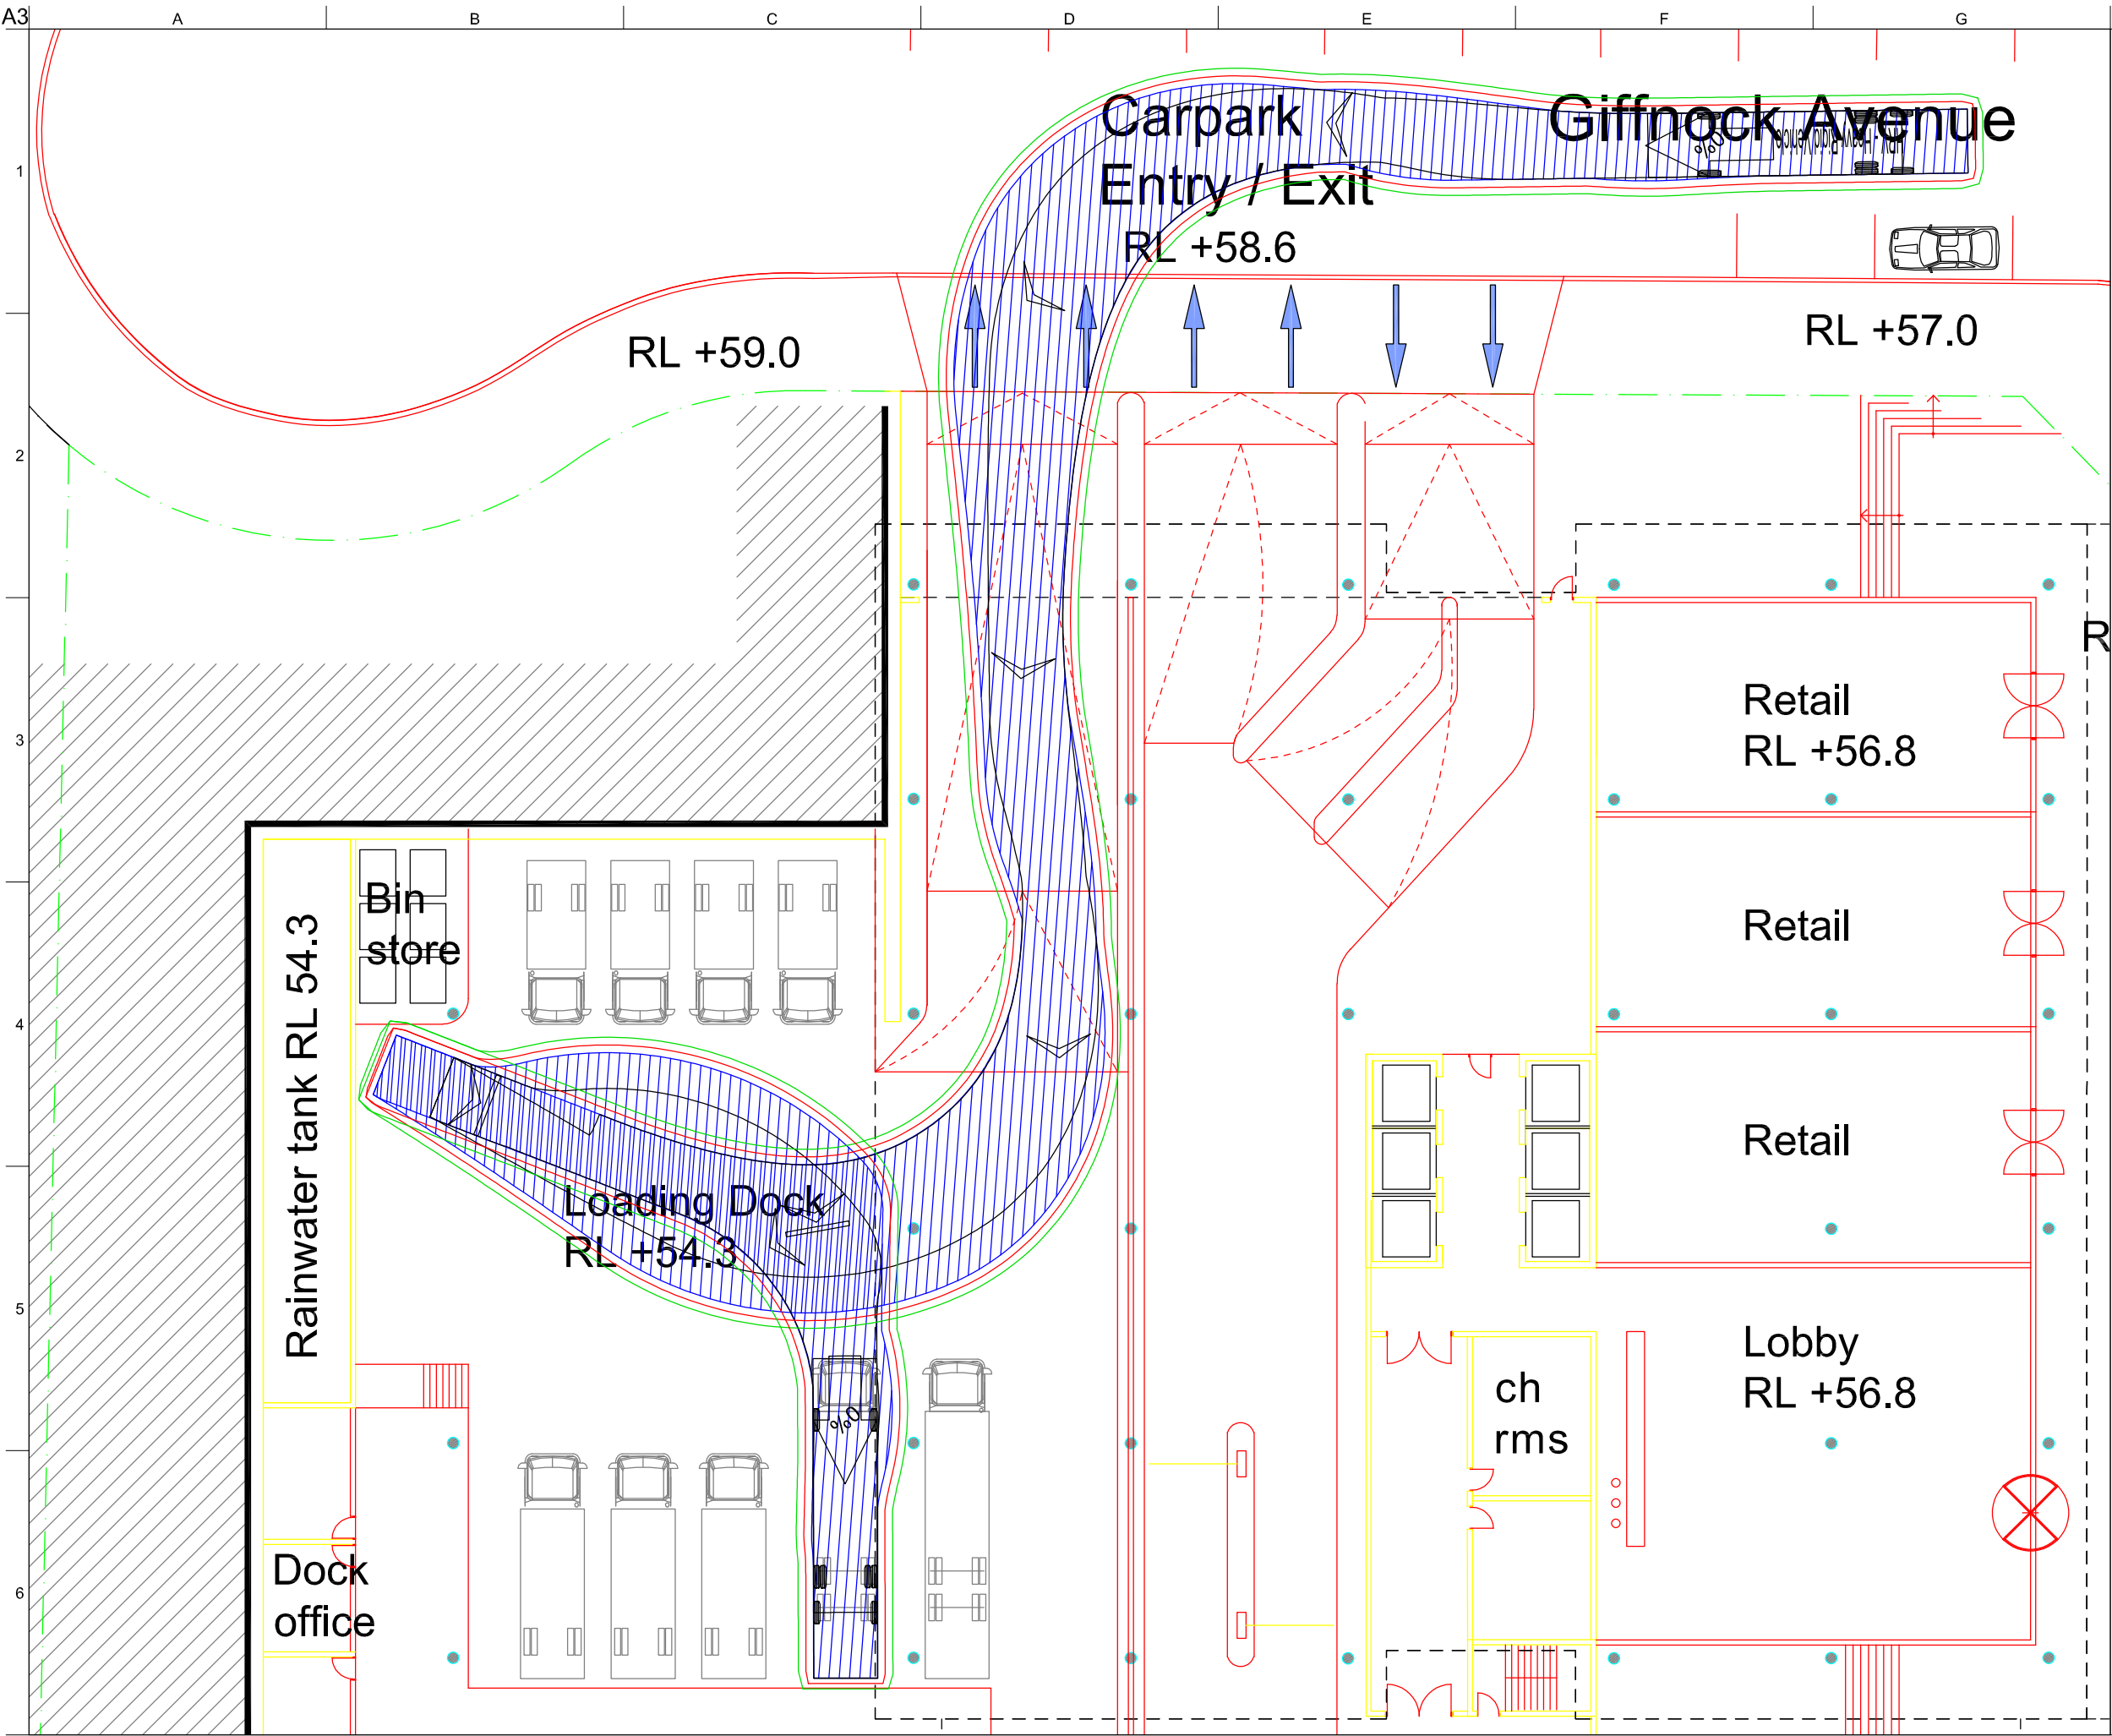 A3
A
B
C
D
E
F
G
Carpark
Entry / Exit
RL +58.6
Giffnock Avenue
1
RL +59.0
RL +57.0
2
R
Retail
RL +56.8
3
Bin
store
Retail
Rainwater tank RL 54.3
4
Retail
Loading Dock
RL +54.3
5
Lobby
RL +56.8
ch
rms
%0
Dock
office
6